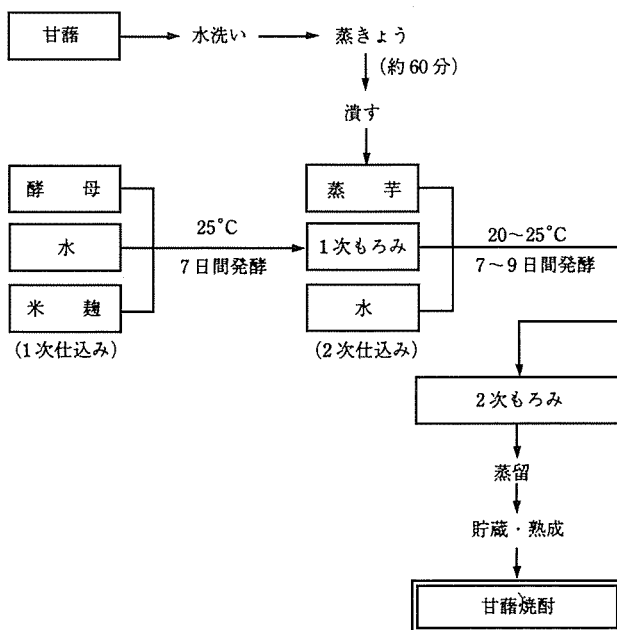 甘藷 水洗い 蒸きょう
(約60分)
潰す
酵母 蒸芋
25°C 20～25°C
水 1次もろみ
7日間発酵 7～9日間発酵
米麹 水
(1次仕込み) (2次仕込み)
2次もろみ
蒸留
貯蔵・熟成
甘藷焼酎